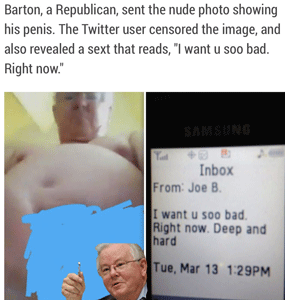 Barton, a Republican, sent the nude photo showing
his penis. The Twitter user censored the image, and
also revealed a sext that reads, "I want u soo bad.
Right now."
SAMSUNG
Inbox
From: Joe B.
I want u soo bad.
Right now. Deep and
hard
Tue, Mar 13 1:29PM